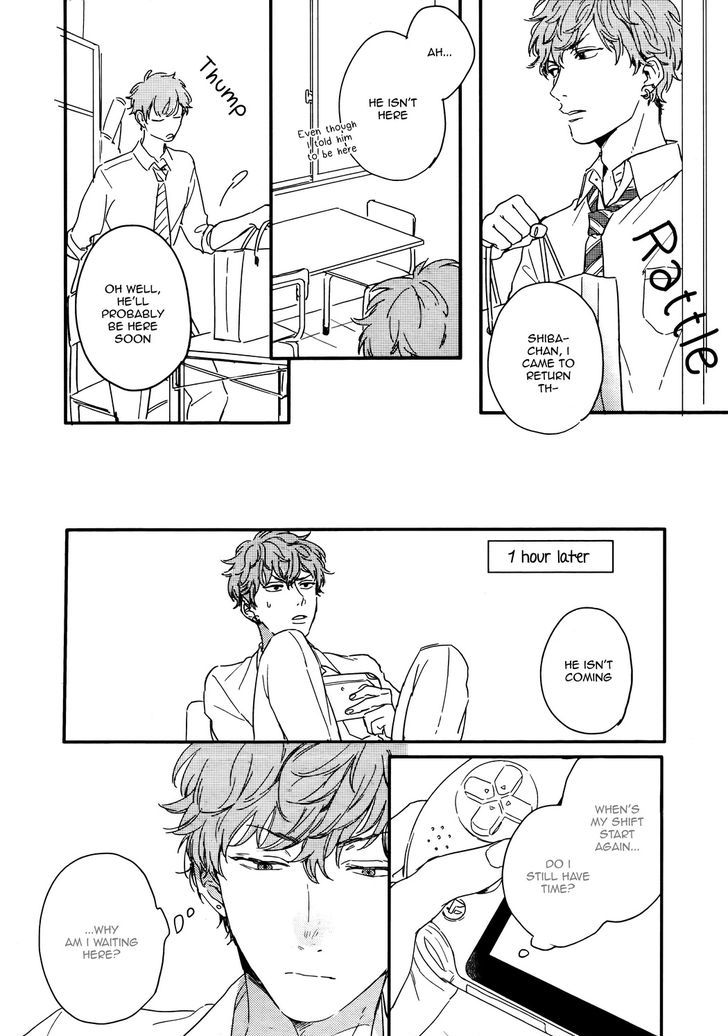 Rattle
SHIBA-
CHAN, I
CAME TO
RETURN
TH-
AH...
HE ISN'T
HERE
Even though
I told him
to be here
Thump
OH WELL,
HE'LL
PROBABLY
BE HERE
SOON
1 hour later
HE ISN'T
COMING
WHEN'S
MY SHIFT
START
AGAIN...
DO I
STILL HAVE
TIME?
...WHY
AM I WAITING
HERE?